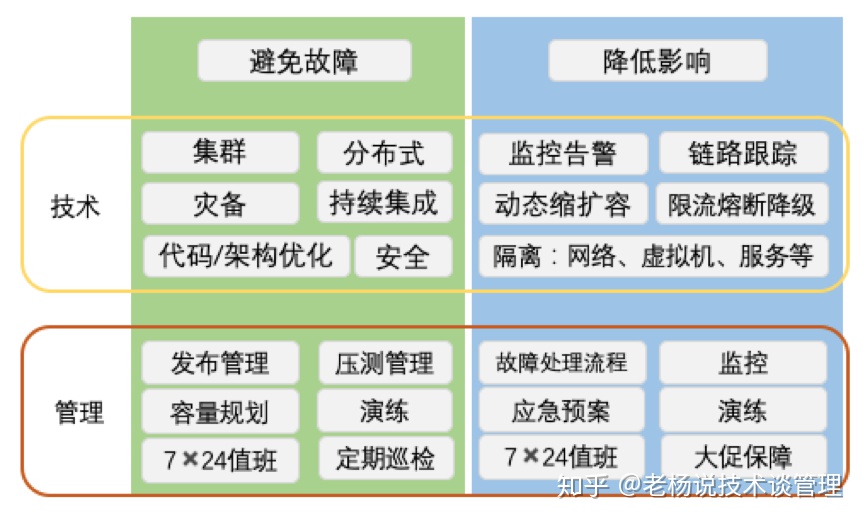 避免故障 降低影响
集群 分布式 监控告警 链路跟踪
技术 灾备 持续集成 动态缩扩容 限流熔断降级
代码/架构优化 安全 隔离：网络、虚拟机、服务等
发布管理 压测管理 故障处理流程 监控
管理 容量规划 演练 应急预案 演练
7×24值班 定期巡检 7×24值班 大促保障
知乎 @老杨说技术谈管理